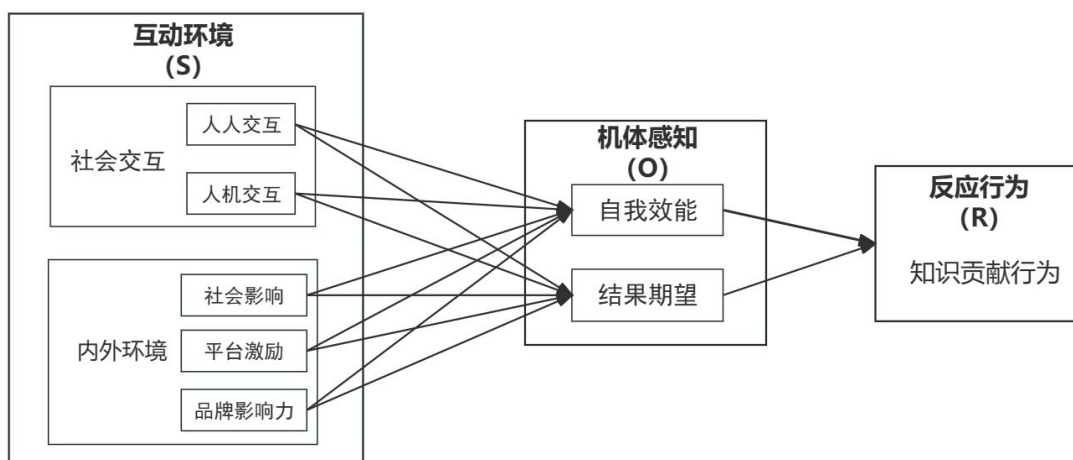 互动环境
（S）
社会交互
人人交互
人机交互
内外环境
社会影响
平台激励
品牌影响力
机体感知
（O）
自我效能
结果期望
反应行为
（R）
知识贡献行为